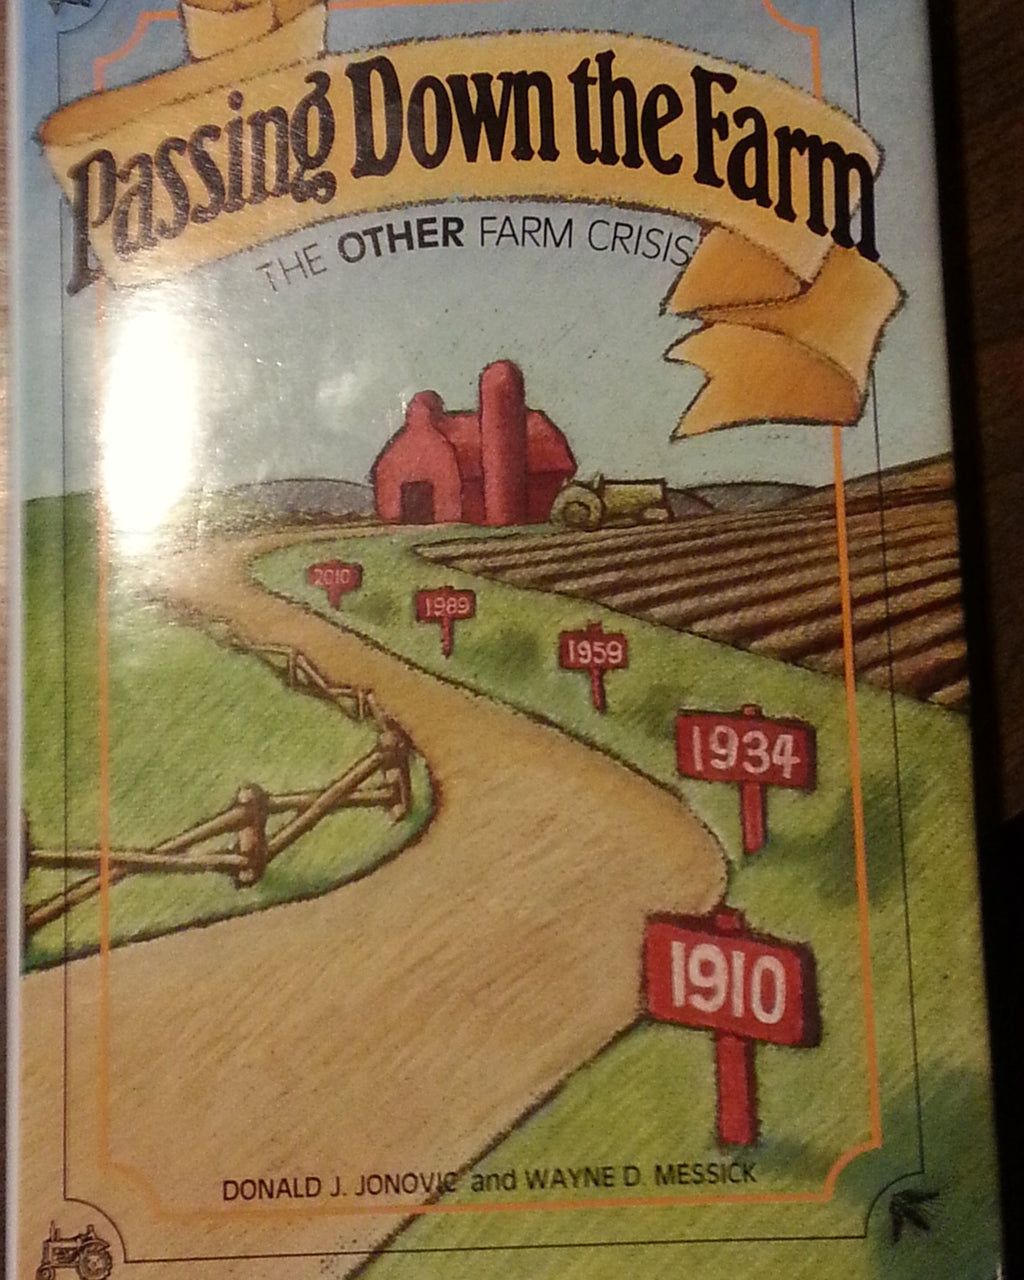 Passing Down the Farm
THE OTHER FARM CRISIS
2010
1989
1959
1934
1910
DONALD J. JONOVIC and WAYNE D. MESSICK